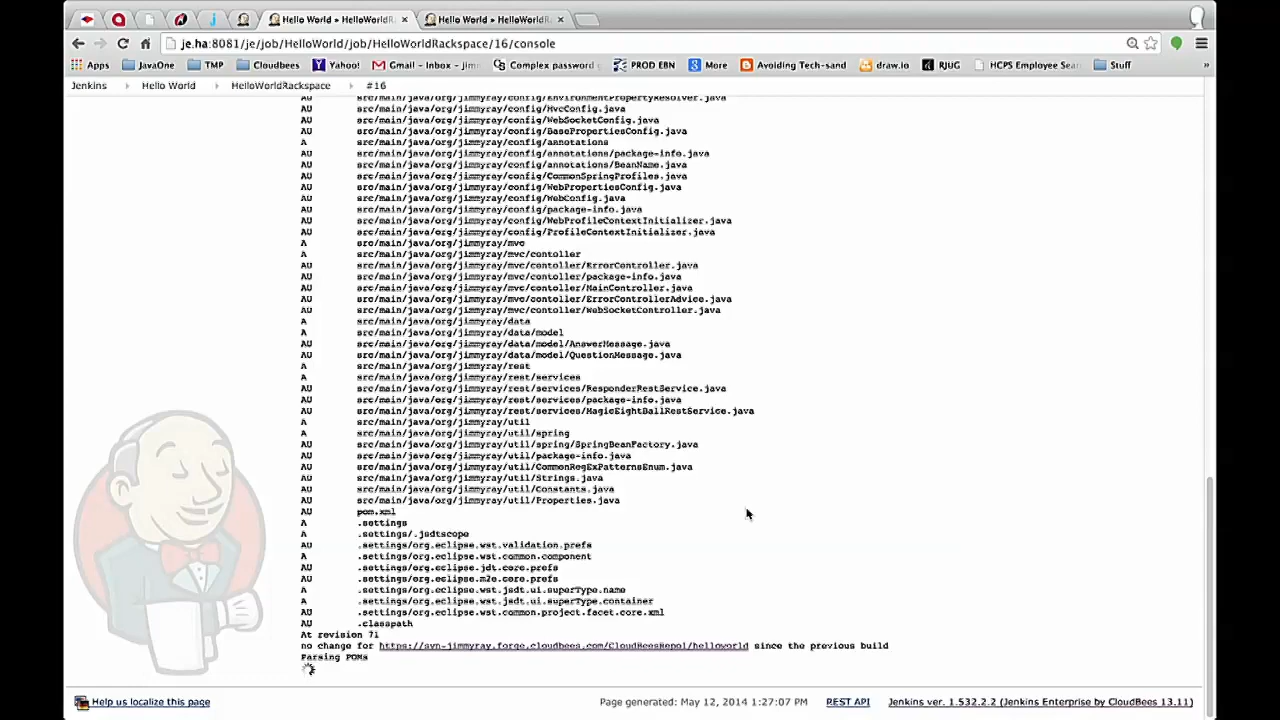 Hello World » HelloWorldR
Hello World » HelloWorldR
je.ha:8081/je/job/HelloWorld/job/HelloWorldRackspace/16/console
Apps JavaOne TMP Cloudbees Yahoo! Gmail - Inbox - jimm Complex password PROD EBN More Avoiding Tech-sand draw.io RJUG HCPS Employee Sear Stuff »
Jenkins Hello World HelloWorldRackspace #16
AU src/main/java/org/jimmyray/config/EnvironmentPropertyResolver.java
AU src/main/java/org/jimmyray/config/MvcConfig.java
AU src/main/java/org/jimmyray/config/WebSocketConfig.java
AU src/main/java/org/jimmyray/config/BasePropertiesConfig.java
A src/main/java/org/jimmyray/config/annotations
AU src/main/java/org/jimmyray/config/annotations/package-info.java
AU src/main/java/org/jimmyray/config/annotations/BeanName.java
AU src/main/java/org/jimmyray/config/CommonSpringProfiles.java
AU src/main/java/org/jimmyray/config/WebPropertiesConfig.java
AU src/main/java/org/jimmyray/config/WebConfig.java
AU src/main/java/org/jimmyray/config/package-info.java
AU src/main/java/org/jimmyray/config/WebProfileContextInitializer.java
AU src/main/java/org/jimmyray/config/ProfileContextInitializer.java
A src/main/java/org/jimmyray/mvc
A src/main/java/org/jimmyray/mvc/contoller
AU src/main/java/org/jimmyray/mvc/contoller/ErrorController.java
AU src/main/java/org/jimmyray/mvc/contoller/package-info.java
AU src/main/java/org/jimmyray/mvc/contoller/MainController.java
AU src/main/java/org/jimmyray/mvc/contoller/ErrorControllerAdvice.java
AU src/main/java/org/jimmyray/mvc/contoller/WebSocketController.java
A src/main/java/org/jimmyray/data
A src/main/java/org/jimmyray/data/model
AU src/main/java/org/jimmyray/data/model/AnswerMessage.java
AU src/main/java/org/jimmyray/data/model/QuestionMessage.java
A src/main/java/org/jimmyray/rest
A src/main/java/org/jimmyray/rest/services
AU src/main/java/org/jimmyray/rest/services/ResponderRestService.java
AU src/main/java/org/jimmyray/rest/services/package-info.java
AU src/main/java/org/jimmyray/rest/services/MagicEightBallRestService.java
A src/main/java/org/jimmyray/util
A src/main/java/org/jimmyray/util/spring
AU src/main/java/org/jimmyray/util/spring/SpringBeanFactory.java
AU src/main/java/org/jimmyray/util/package-info.java
AU src/main/java/org/jimmyray/util/CommonRegExPatternsEnum.java
AU src/main/java/org/jimmyray/util/Strings.java
AU src/main/java/org/jimmyray/util/Constants.java
AU src/main/java/org/jimmyray/util/Properties.java
AU pom.xml
A .settings
A .settings/.jsdtscope
AU .settings/org.eclipse.wst.validation.prefs
A .settings/org.eclipse.wst.common.component
AU .settings/org.eclipse.jdt.core.prefs
AU .settings/org.eclipse.m2e.core.prefs
A .settings/org.eclipse.wst.jsdt.ui.superType.name
A .settings/org.eclipse.wst.jsdt.ui.superType.container
AU .settings/org.eclipse.wst.common.project.facet.core.xml
AU .classpath
At revision 71
no change for https://svn-jimmyray.forge.cloudbees.com/CloudBeesRepo1/helloworld since the previous build
Parsing POMs
Help us localize this page Page generated: May 12, 2014 1:27:07 PM REST API Jenkins ver. 1.532.2.2 (Jenkins Enterprise by CloudBees 13.11)